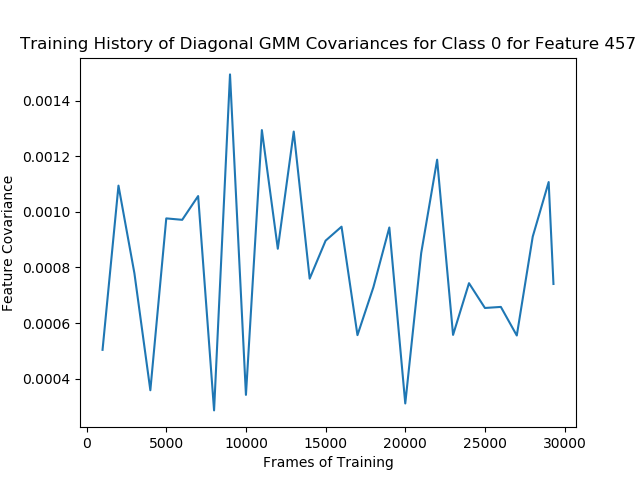 Training History of Diagonal GMM Covariances for Class 0 for Feature 457
Feature Covariance
0.0014
0.0012
0.0010
0.0008
0.0006
0.0004
0 5000 10000 15000 20000 25000 30000
Frames of Training